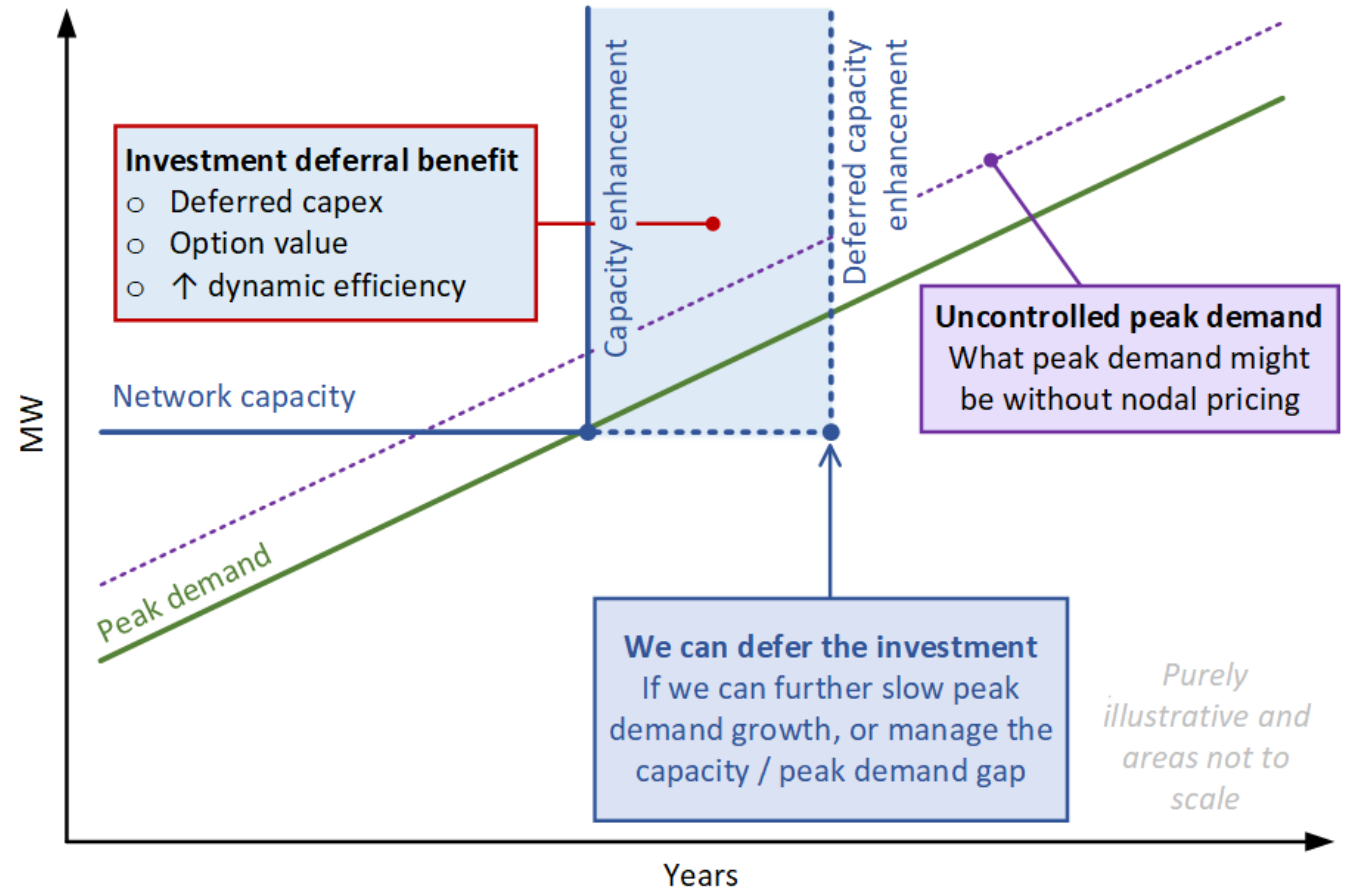 Investment deferral benefit
o Deferred capex
o Option value
o ↑ dynamic efficiency
Capacity enhancement
Deferred capacity
enhancement
Uncontrolled peak demand
What peak demand might
be without nodal pricing
Network capacity
MW
Peak demand
We can defer the investment
If we can further slow peak
demand growth, or manage the
capacity / peak demand gap
Purely
illustrative and
areas not to
scale
Years